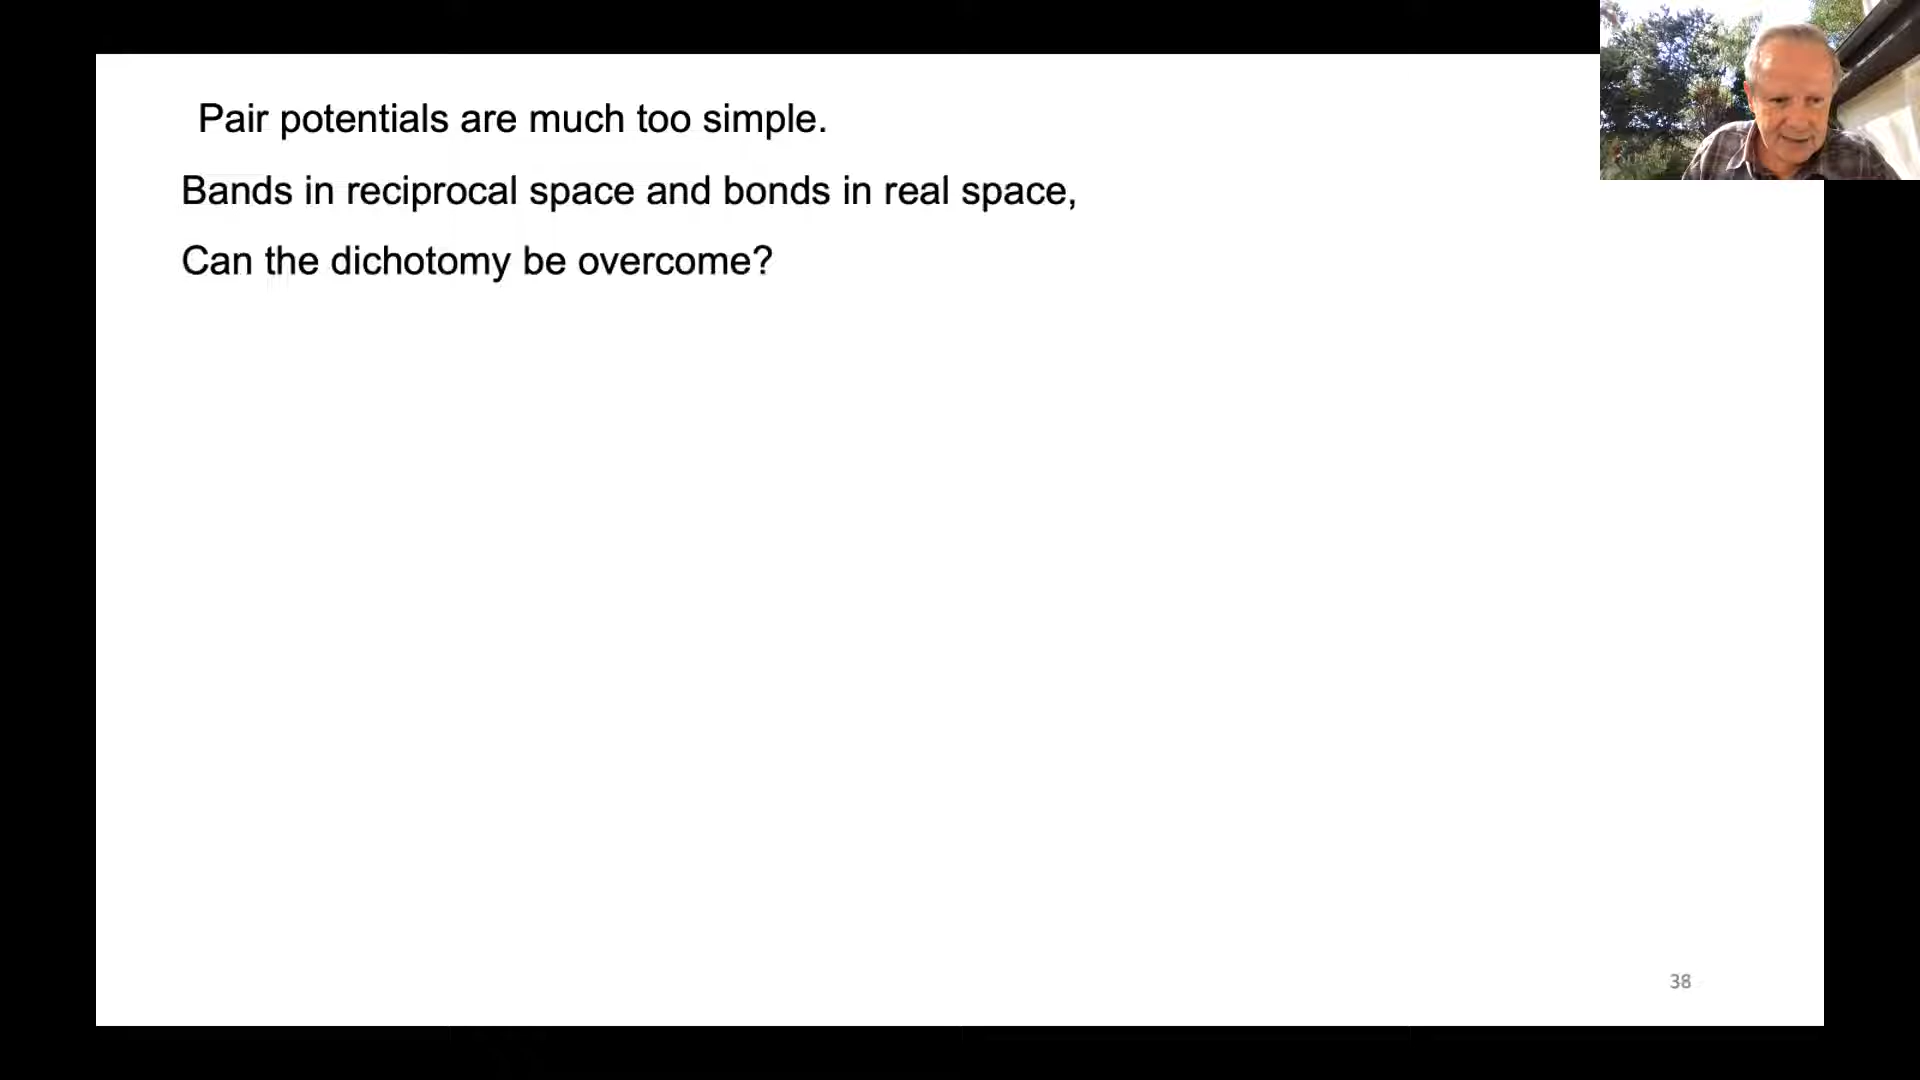 Pair potentials are much too simple.
Bands in reciprocal space and bonds in real space,
Can the dichotomy be overcome?
38